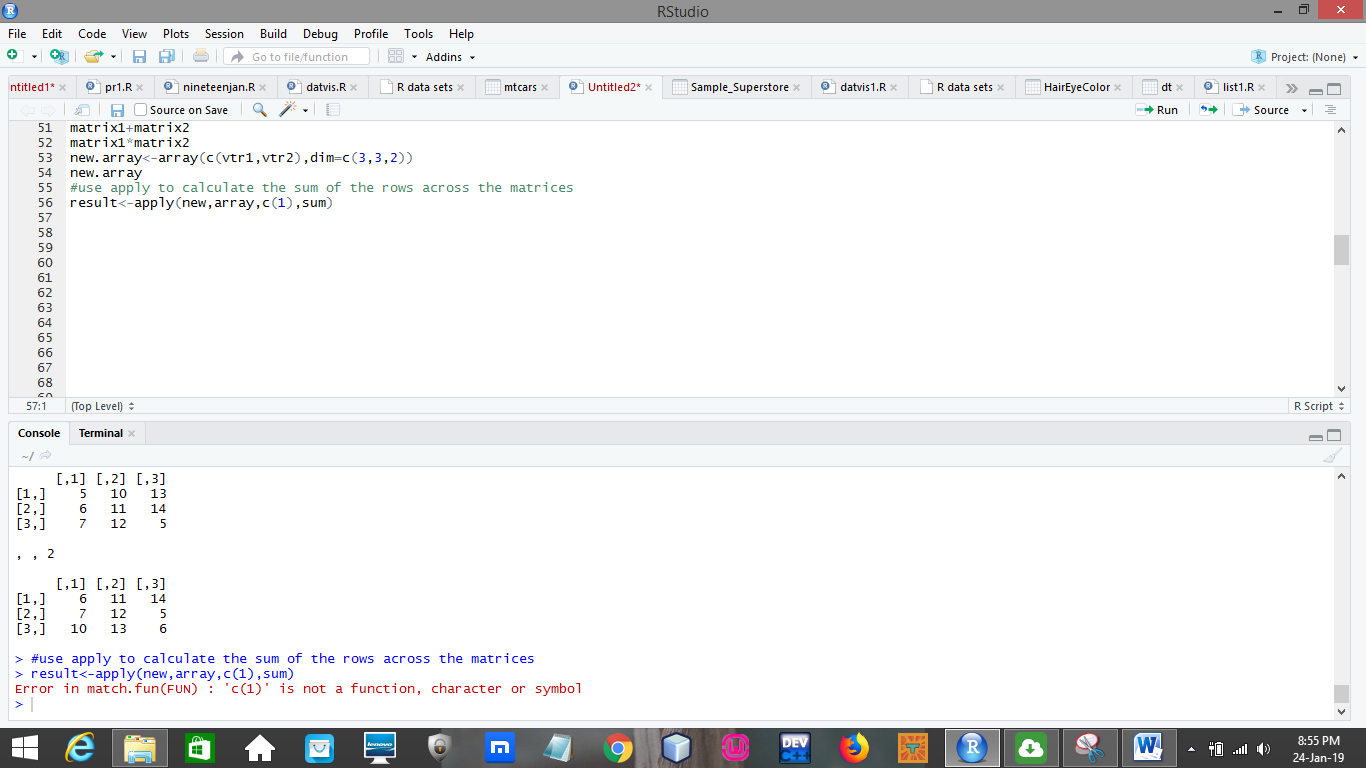 RStudio
File Edit Code View Plots Session Build Debug Profile Tools Help
Go to file/function Addins Project: (None)
ntitled1* pr1.R nineteenjan.R datvis.R R data sets mtcars Untitled2* Sample_Superstore datvis1.R R data sets HairEyeColor dt list1.R
Source on Save Run Source
51 matrix1+matrix2
52 matrix1*matrix2
53 new.array<-array(c(vtr1,vtr2),dim=c(3,3,2))
54 new.array
55 #use apply to calculate the sum of the rows across the matrices
56 result<-apply(new,array,c(1),sum)
57
58
59
60
61
62
63
64
65
66
67
68
57:1 (Top Level) R Script
Console Terminal
~/
[,1] [,2] [,3]
[1,] 5 10 13
[2,] 6 11 14
[3,] 7 12 5
, , 2
[,1] [,2] [,3]
[1,] 6 11 14
[2,] 7 12 5
[3,] 10 13 6
> #use apply to calculate the sum of the rows across the matrices
> result<-apply(new,array,c(1),sum)
Error in match.fun(FUN) : 'c(1)' is not a function, character or symbol
>
lenovo
m
DEV
C++
R
W
8:55 PM
24-Jan-19